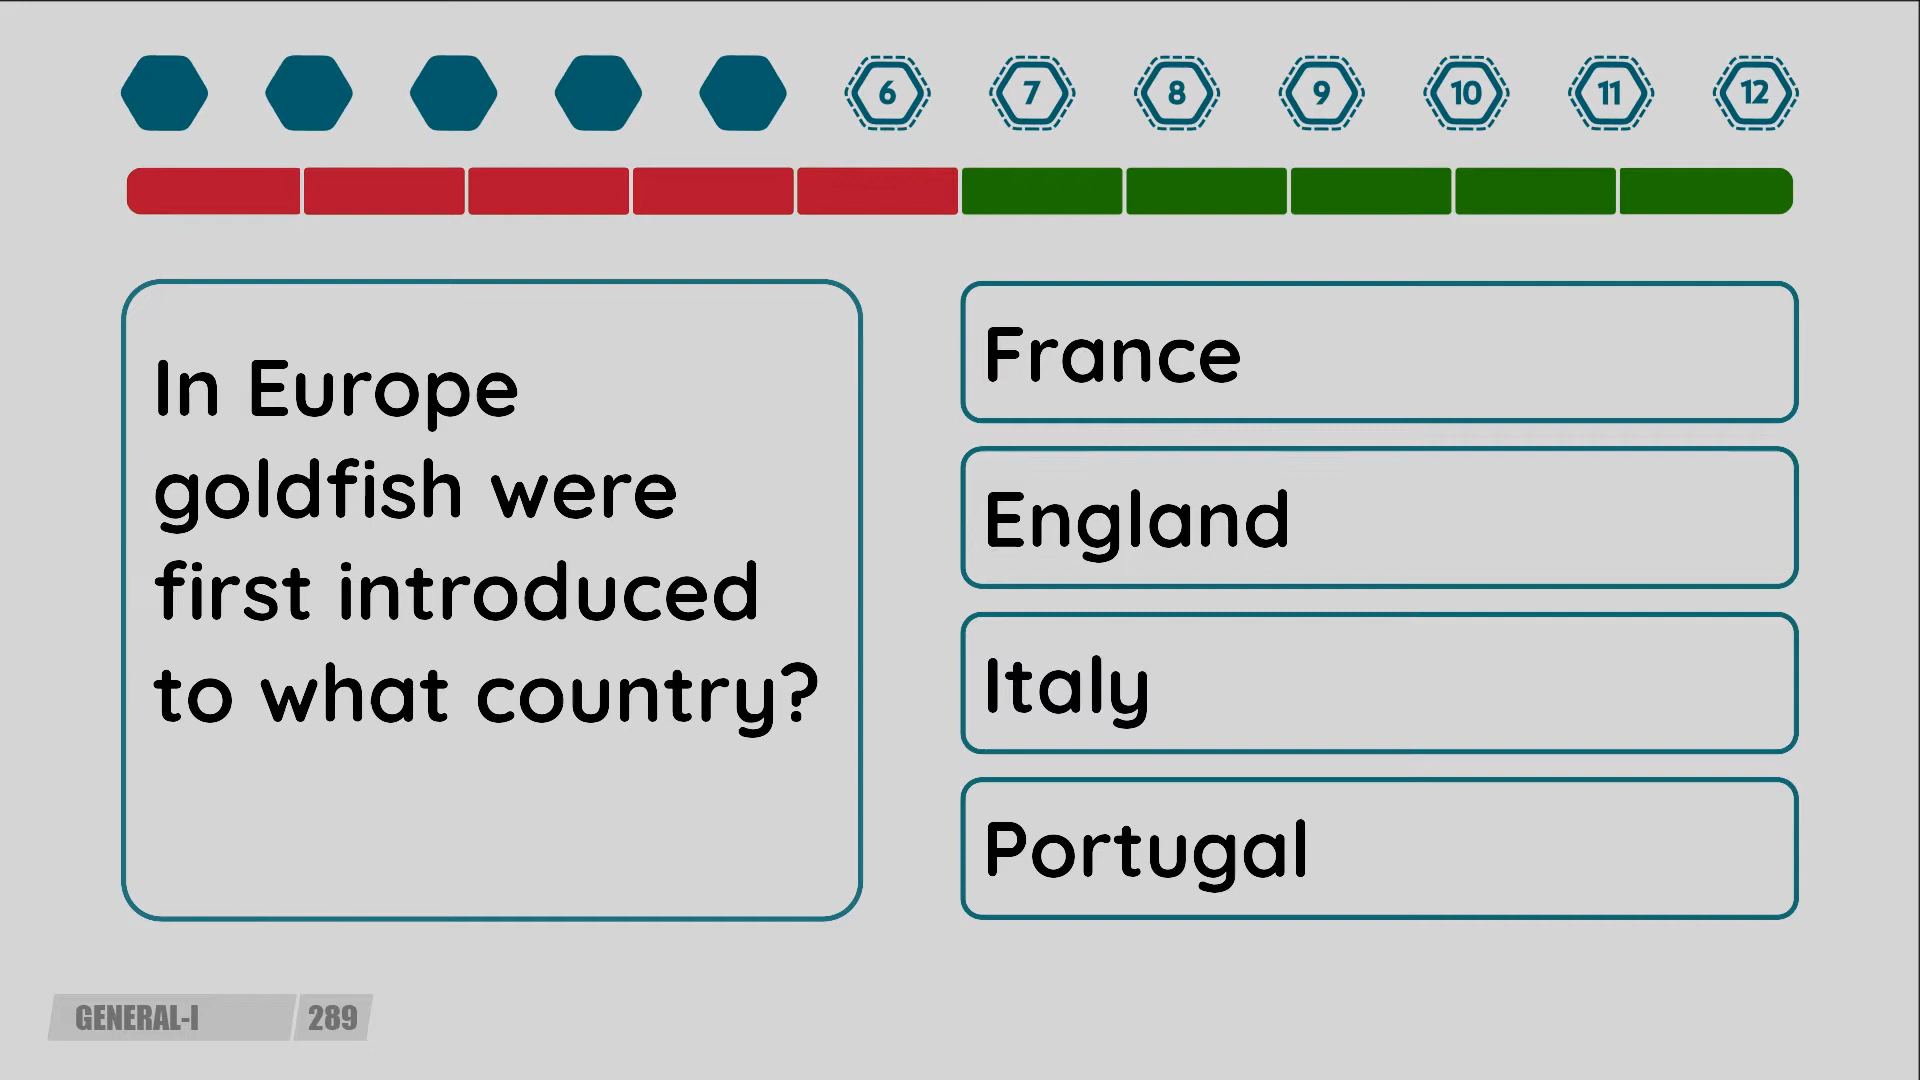 6 7 8 9 10 11 12
In Europe
goldfish were
first introduced
to what country?
France
England
Italy
Portugal
GENERAL-I 289